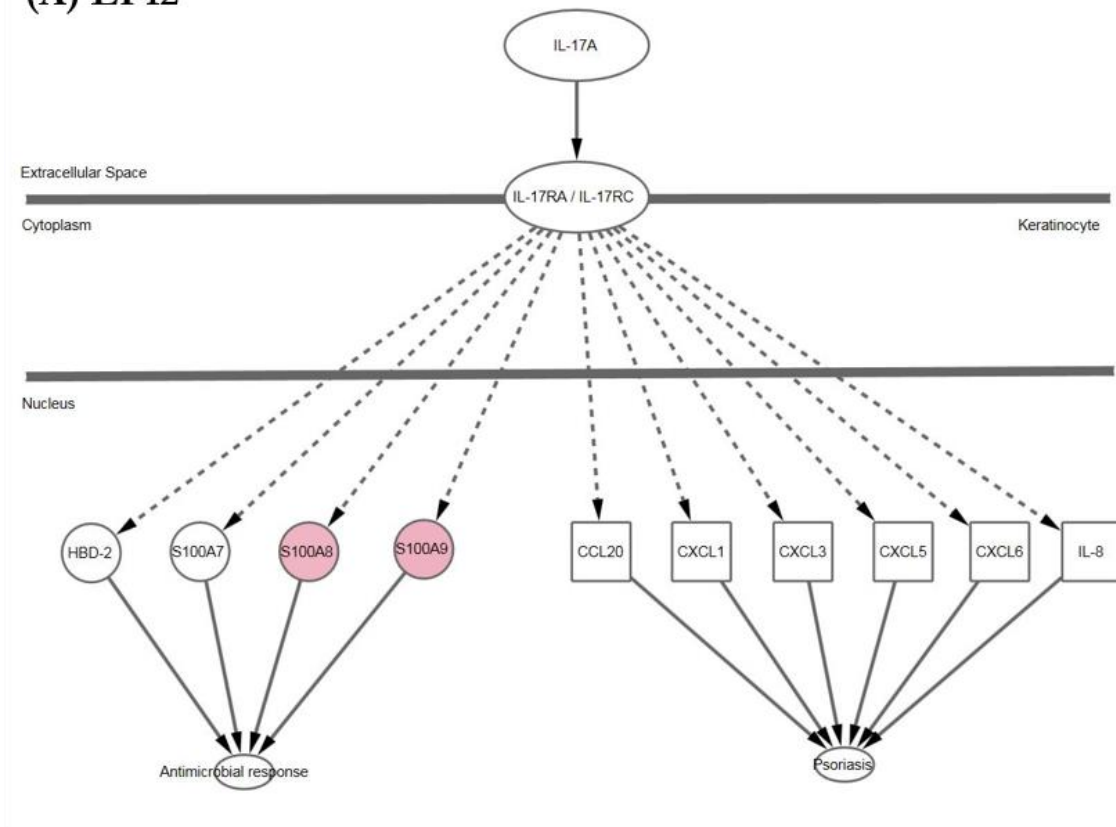 IL-17A
Extracellular Space
IL-17RA / IL-17RC
Cytoplasm
Keratinocyte
Nucleus
HBD-2
S100A7
S100A8
S100A9
CCL20
CXCL1
CXCL3
CXCL5
CXCL6
IL-8
Antimicrobial response
Psoriasis